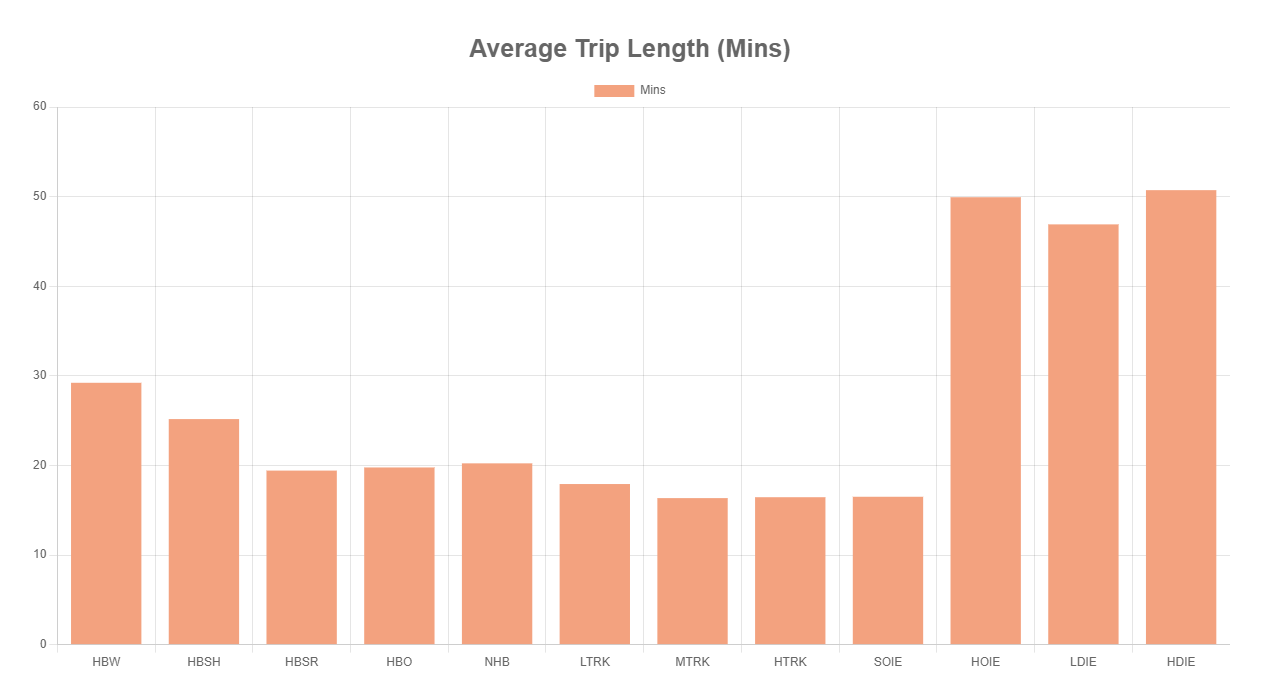 Average Trip Length (Mins)
Mins
60
50
40
30
20
10
0
HBW HBSH HBSR HBO NHB LTRK MTRK HTRK SOIE HOIE LDIE HDIE